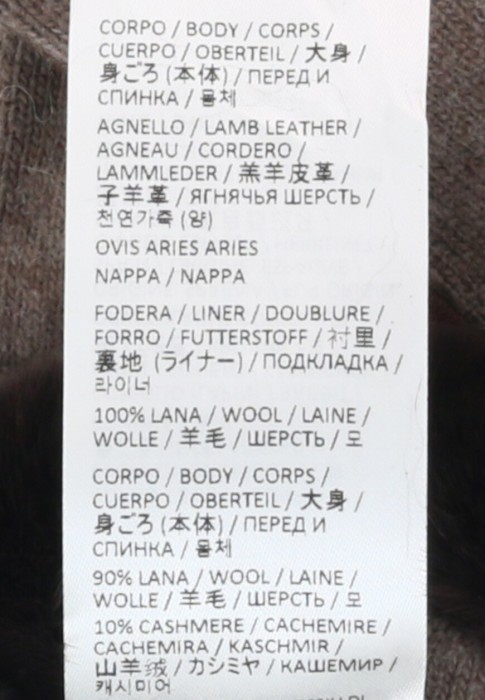 CORPO / BODY / CORPS /
CUERPO / OBERTEIL / 大身 /
身ごろ (本体) / ПЕРЕД И
СПИНКА / 몸체
AGNELLO / LAMB LEATHER /
AGNEAU / CORDERO /
LAMMLEDER / 羔羊皮革 /
子羊革 / ЯГНЯЧЬЯ ШЕРСТЬ /
천연가죽 (양)
OVIS ARIES ARIES
NAPPA / NAPPA
FODERA / LINER / DOUBLURE /
FORRO / FUTTERSTOFF / 衬里 /
裏地 (ライナー) / ПОДКЛАДКА /
라이너
100% LANA / WOOL / LAINE /
WOLLE / 羊毛 / ШЕРСТЬ / 모
CORPO / BODY / CORPS /
CUERPO / OBERTEIL / 大身 /
身ごろ (本体) / ПЕРЕД И
СПИНКА / 몸체
90% LANA / WOOL / LAINE /
WOLLE / 羊毛 / ШЕРСТЬ / 모
10% CASHMERE / CACHEMIRE /
CACHEMIRA / KASCHMIR /
山羊绒 / カシミヤ / КАШЕМИР /
캐시미어